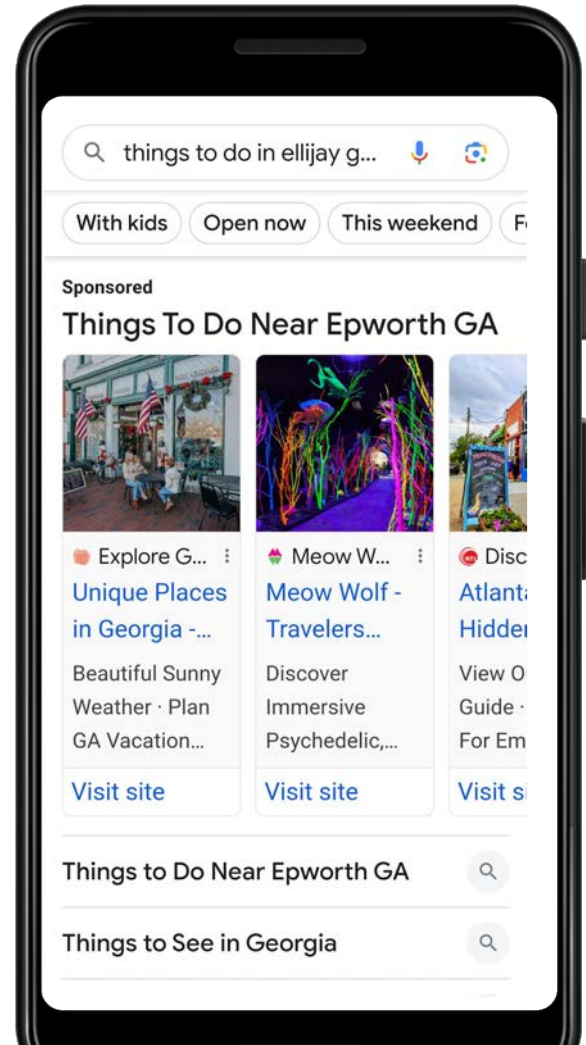 things to do in ellijay g...
With kids
Open now
This weekend
Sponsored
Things To Do Near Epworth GA
Explore G...
Unique Places
in Georgia -...
Beautiful Sunny
Weather · Plan
GA Vacation...
Visit site
Meow W...
Meow Wolf -
Travelers...
Discover
Immersive
Psychedelic,...
Visit site
Disc
Atlanta
Hidden
View O
Guide ·
For Em
Visit si
Things to Do Near Epworth GA
Things to See in Georgia